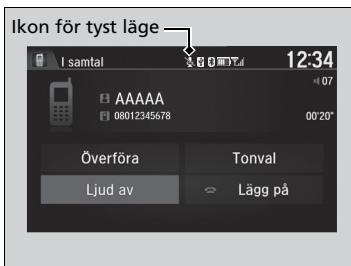 Ikon för tyst läge
I samtal
12:34
07
AAAAA
08012345678
00'20"
Överföra
Tonval
Ljud av
Lägg på